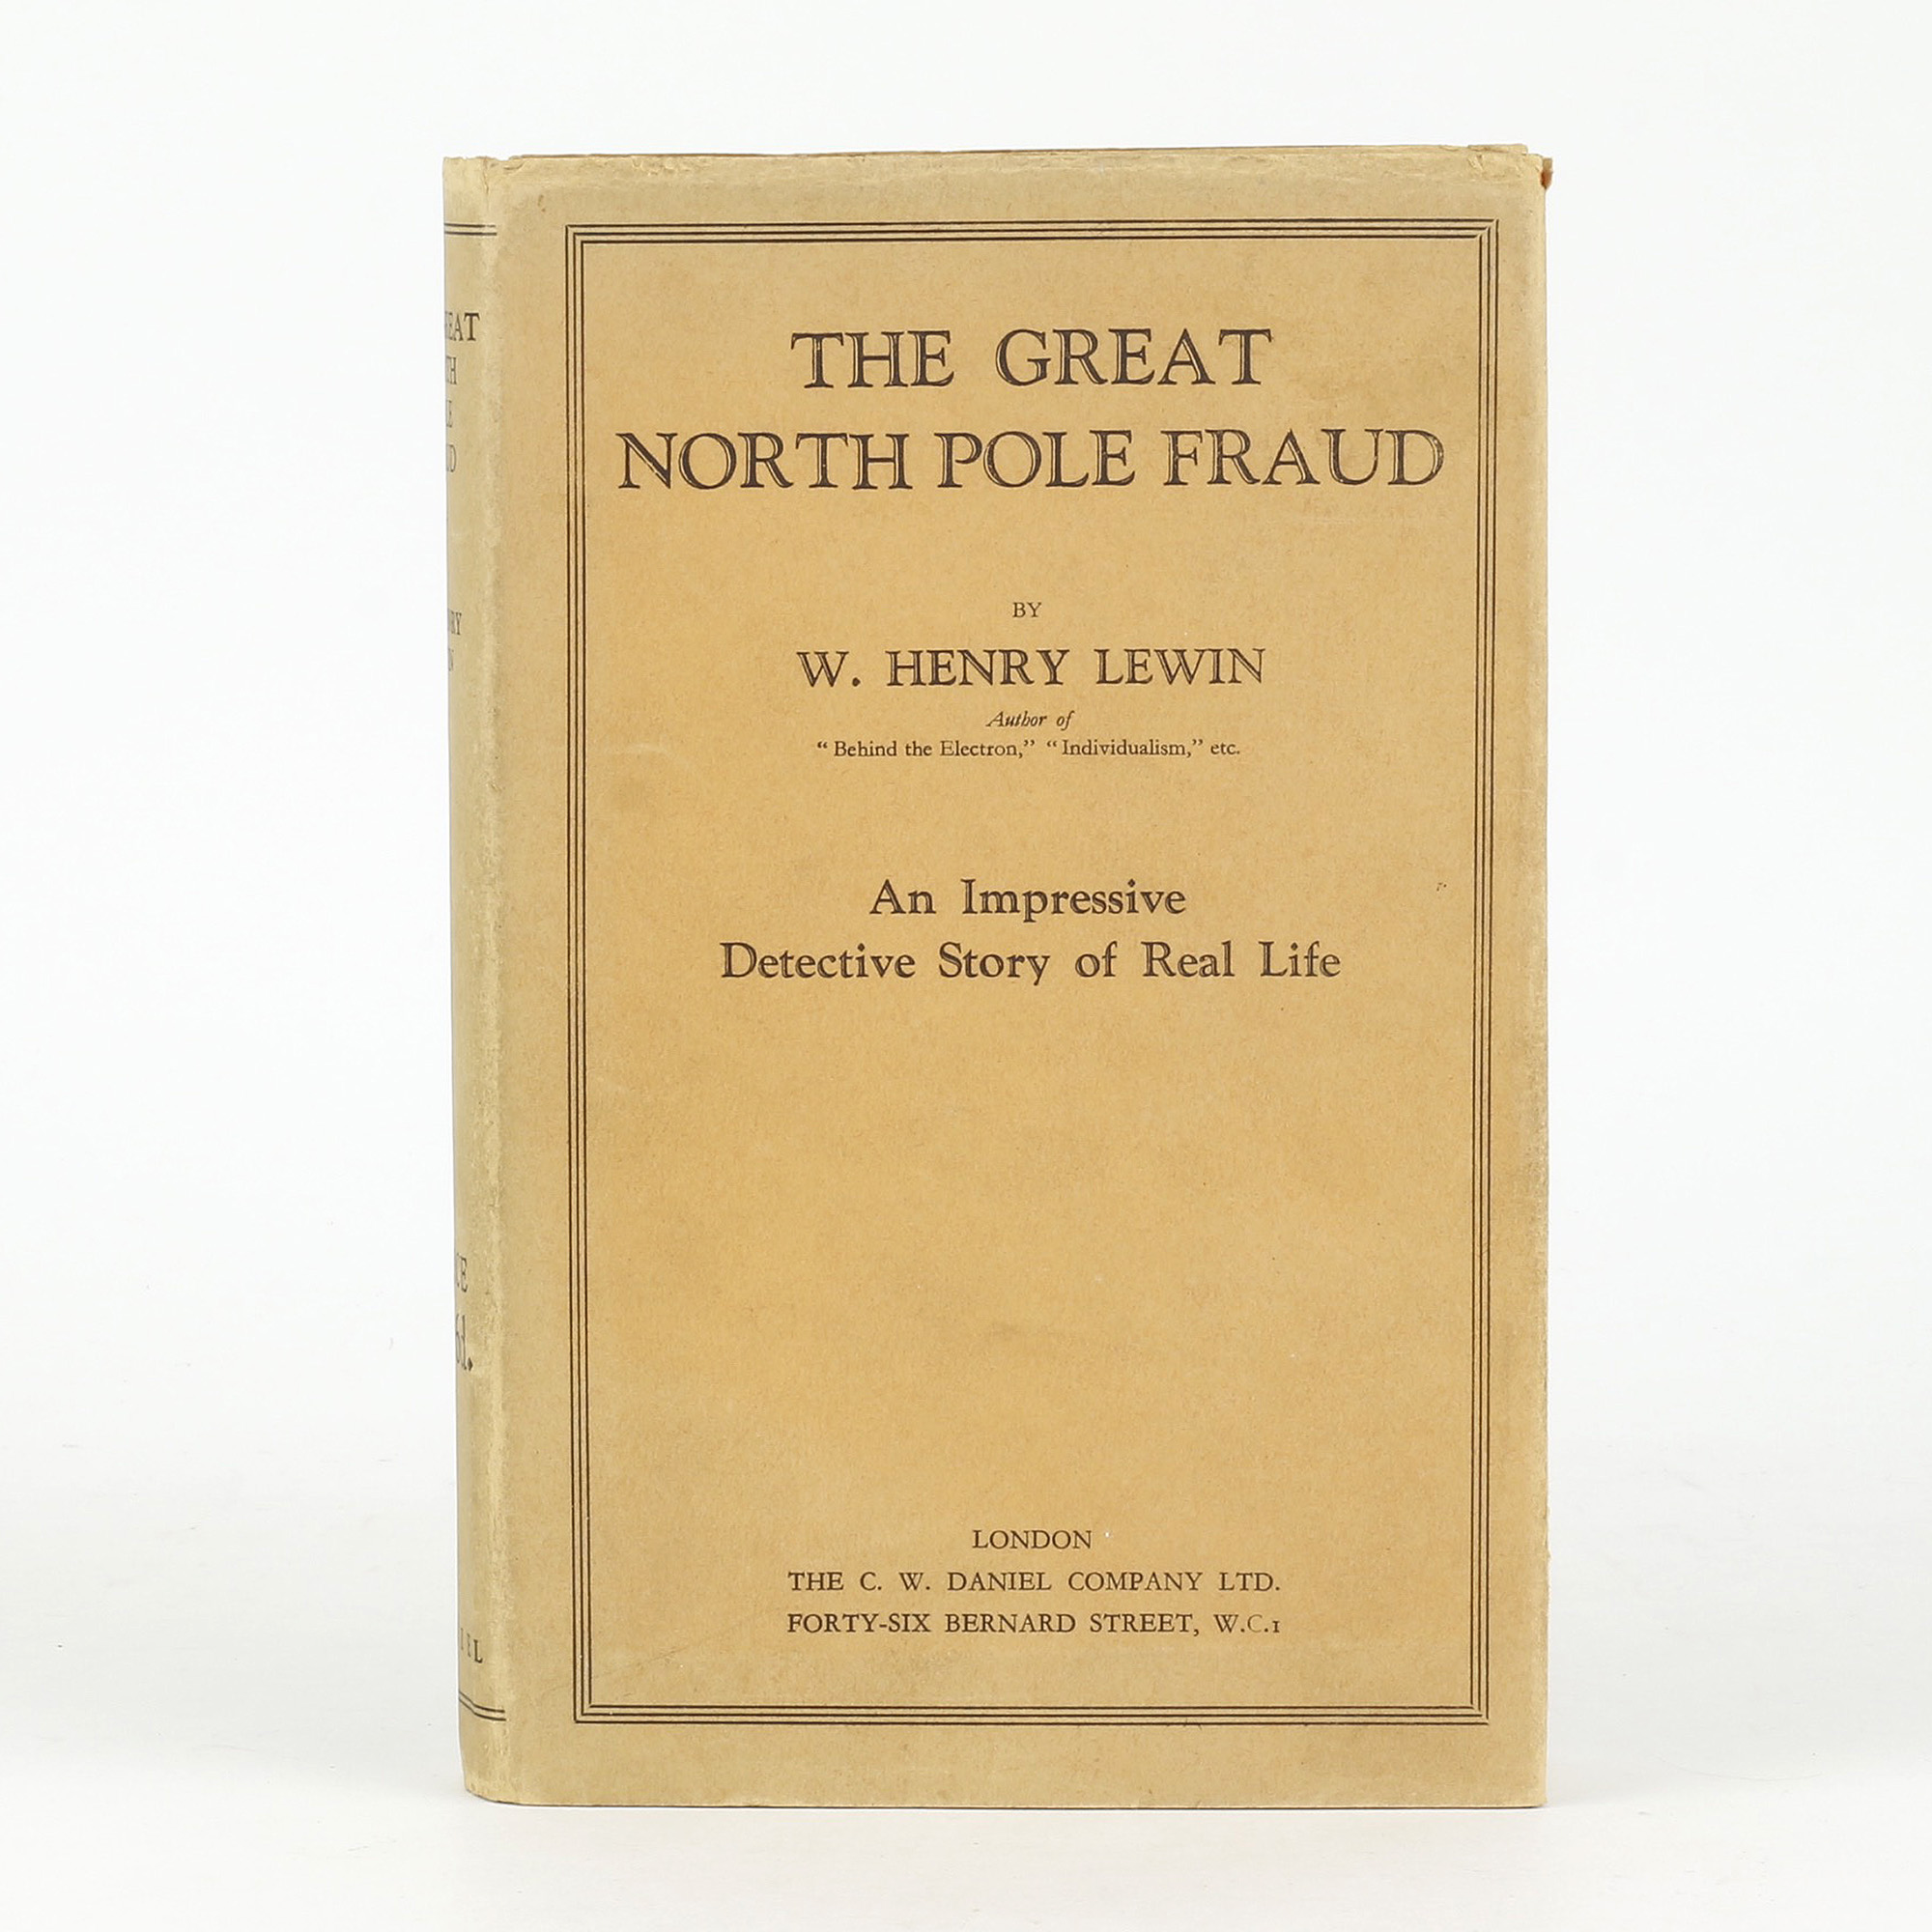 THE GREAT
NORTH POLE FRAUD
BY
W. HENRY LEWIN
Author of
“Behind the Electron,” “Individualism,” etc.
An Impressive
Detective Story of Real Life
LONDON
THE C. W. DANIEL COMPANY LTD.
FORTY-SIX BERNARD STREET, W.C.1